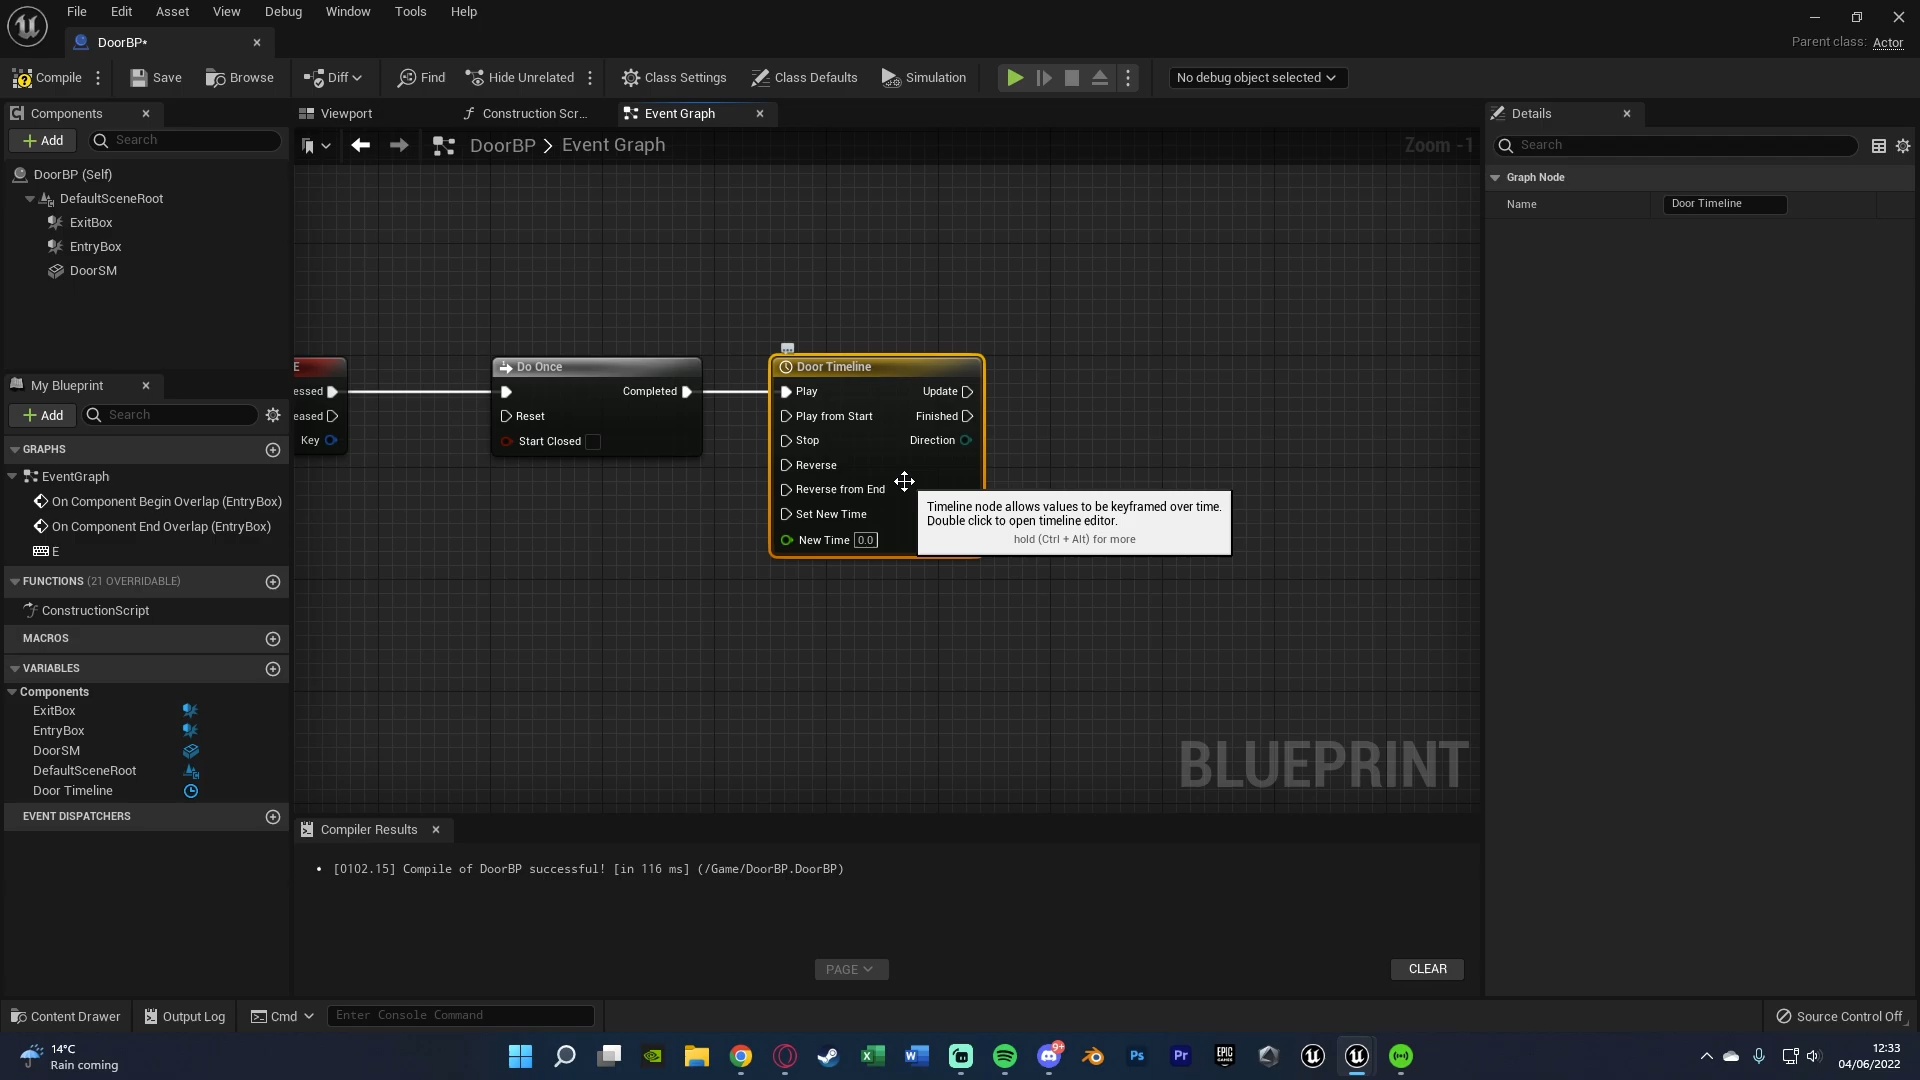 File Edit Asset View Debug Window Tools Help
DoorBP*
Parent class: Actor
Compile Save Browse Diff Find Hide Unrelated Class Settings Class Defaults Simulation No debug object selected
Components Viewport Construction Scr... Event Graph Details
Add Search DoorBP > Event Graph Zoom -1 Search
DoorBP (Self)
Graph Node
DefaultSceneRoot
Name Door Timeline
ExitBox
EntryBox
DoorSM
E Do Once Door Timeline
My Blueprint
essed Completed Play Update
Add Search
eased Reset Play from Start Finished
Key Start Closed Stop Direction
GRAPHS
Reverse
EventGraph
Reverse from End
On Component Begin Overlap (EntryBox)
Timeline node allows values to be keyframed over time.
Set New Time
Double click to open timeline editor.
On Component End Overlap (EntryBox)
New Time 0.0
hold (Ctrl + Alt) for more
E
FUNCTIONS (21 OVERRIDABLE)
ConstructionScript
MACROS
VARIABLES
Components
ExitBox
EntryBox
DoorSM
DefaultSceneRoot
Door Timeline
BLUEPRINT
EVENT DISPATCHERS
Compiler Results
[0102.15] Compile of DoorBP successful! [in 116 ms] (/Game/DoorBP.DoorBP)
PAGE CLEAR
Content Drawer Output Log Cmd Enter Console Command Source Control Off
14°C
Rain coming
X W 9+ Ps Pr EPIC GAMES
12:33
04/06/2022